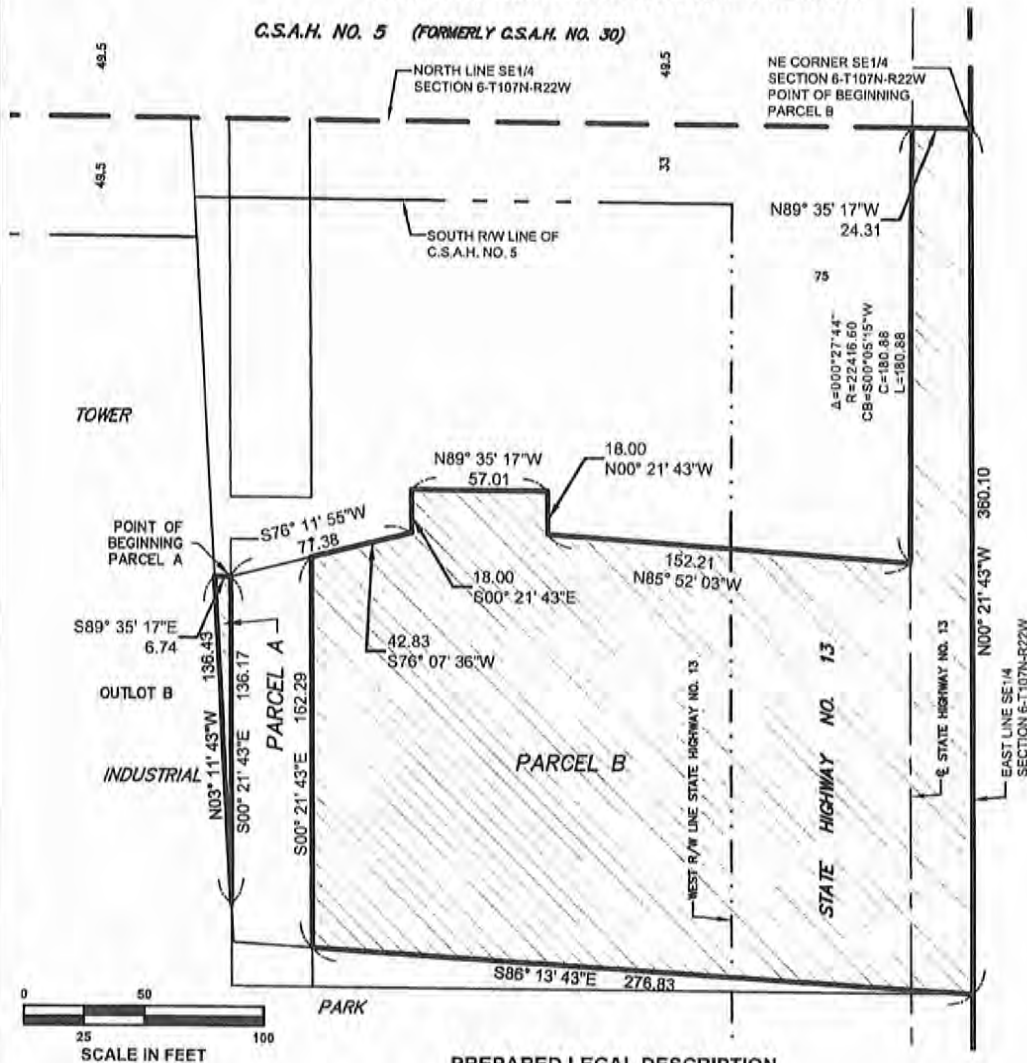 C.S.A.H. NO. 5 (FORMERLY C.S.A.H. NO. 30)
49.5
49.5
NORTH LINE SE1/4
SECTION 6-T107N-R22W
NE CORNER SE1/4
SECTION 6-T107N-R22W
POINT OF BEGINNING
PARCEL B
49.5
33
N89° 35' 17"W
24.31
SOUTH R/W LINE OF
C.S.A.H. NO. 5
75
Δ=000°27'44"
R=22416.60
CB=S00°05'15"W
C=180.88
L=180.88
TOWER
N89° 35' 17"W
57.01
18.00
N00° 21' 43"W
360.10
N00° 21' 43"W
POINT OF
BEGINNING
PARCEL A
S76° 11' 55"W
71.38
152.21
N85° 52' 03"W
18.00
S00° 21' 43"E
S89° 35' 17"E
6.74
42.83
S76° 07' 36"W
136.43
N03° 11' 43"W
136.17
S00° 21' 43"E
PARCEL A
162.29
S00° 21' 43"E
OUTLOT B
INDUSTRIAL
PARCEL B
WEST R/W LINE STATE HIGHWAY NO. 13
STATE HIGHWAY NO. 13
℄ STATE HIGHWAY NO. 13
EAST LINE SE1/4
SECTION 6-T107N-R22W
S86° 13' 43"E
276.83
PARK
0 50
25 100
SCALE IN FEET
PREPARED LEGAL DESCRIPTION